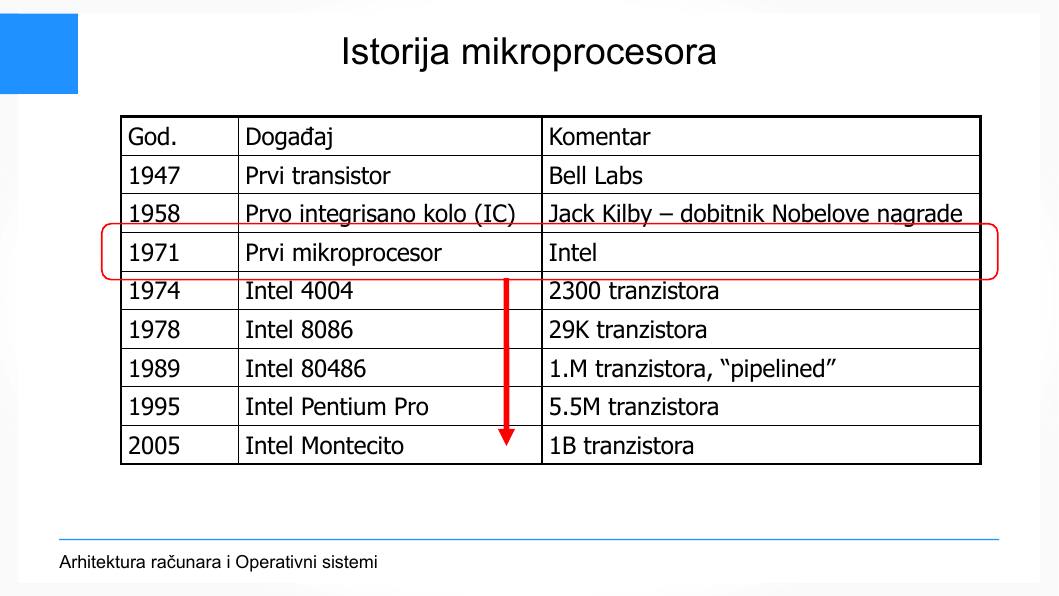 Istorija mikroprocesora
God. Događaj Komentar
1947 Prvi transistor Bell Labs
1958 Prvo integrisano kolo (IC) Jack Kilby – dobitnik Nobelove nagrade
1971 Prvi mikroprocesor Intel
1974 Intel 4004 2300 tranzistora
1978 Intel 8086 29K tranzistora
1989 Intel 80486 1.M tranzistora, “pipelined”
1995 Intel Pentium Pro 5.5M tranzistora
2005 Intel Montecito 1B tranzistora
Arhitektura računara i Operativni sistemi